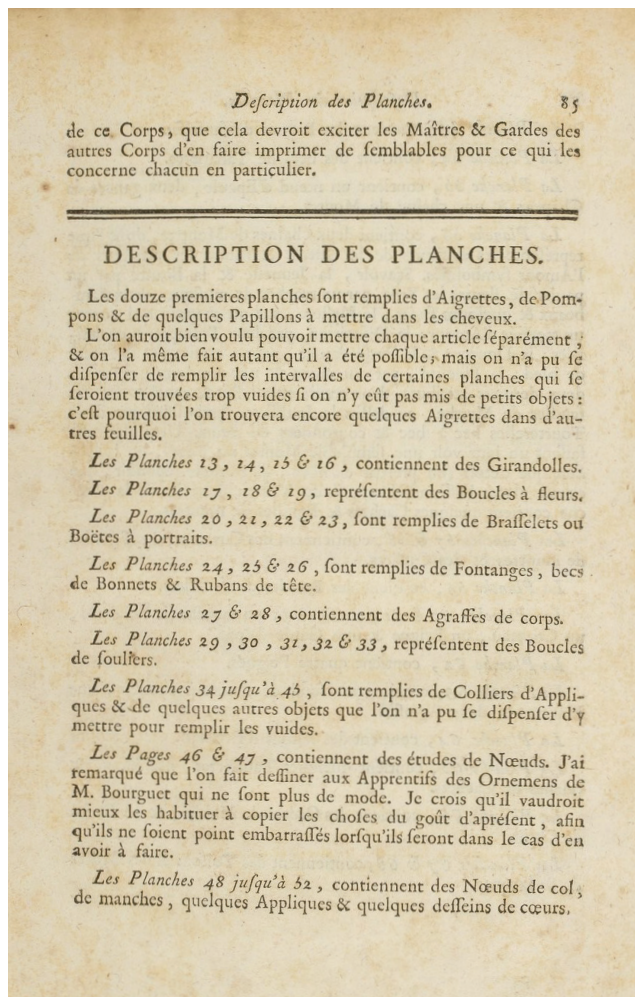 Deſcription des Planches. 85
de ce Corps, que cela devroit exciter les Maîtres & Gardes des
autres Corps d'en faire imprimer de ſemblables pour ce qui les
concerne chacun en particulier.
DESCRIPTION DES PLANCHES.
Les douze premieres planches ſont remplies d'Aigrettes, de Pom-
pons & de quelques Papillons à mettre dans les cheveux.
L'on auroit bien voulu pouvoir mettre chaque article ſéparément ;
& on l'a même fait autant qu'il a été poſſible, mais on n'a pu ſe
diſpenſer de remplir les intervalles de certaines planches qui ſe
ſeroient trouvées trop vuides ſi on n'y eût pas mis de petits objets :
c'eſt pourquoi l'on trouvera encore quelques Aigrettes dans d'au-
tres feuilles.
Les Planches 13, 14, 15 & 16, contiennent des Girandolles.
Les Planches 17, 18 & 19, repréſentent des Boucles à fleurs.
Les Planches 20, 21, 22 & 23, ſont remplies de Braſſelets ou
Boëtes à portraits.
Les Planches 24, 25 & 26, ſont remplies de Fontanges, becs
de Bonnets & Rubans de tête.
Les Planches 27 & 28, contiennent des Agraffes de corps.
Les Planches 29, 30, 31, 32 & 33, repréſentent des Boucles
de ſouliers.
Les Planches 34 juſqu'à 45, ſont remplies de Colliers d'Appli-
ques & de quelques autres objets que l'on n'a pu ſe diſpenſer d'y
mettre pour remplir les vuides.
Les Pages 46 & 47, contiennent des études de Nœuds. J'ai
remarqué que l'on fait deſſiner aux Apprentifs des Ornemens de
M. Bourguet qui ne ſont plus de mode. Je crois qu'il vaudroit
mieux les habituer à copier les choſes du goût d'apréſent, afin
qu'ils ne ſoient point embarraſſés lorſqu'ils ſeront dans le cas d'en
avoir à faire.
Les Planches 48 juſqu'à 52, contiennent des Nœuds de col,
de manches, quelques Appliques & quelques deſſeins de cœurs,